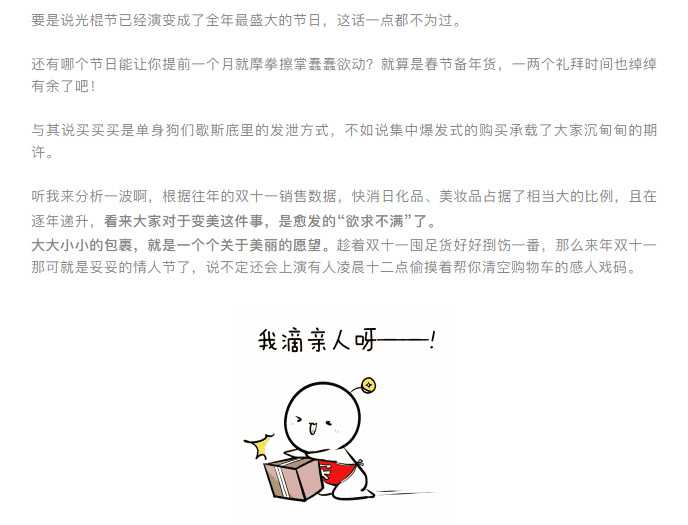 要是说光棍节已经演变成了全年最盛大的节日，这话一点都不为过。
还有哪个节日能让你提前一个月就摩拳擦掌蠢蠢欲动？就算是春节备年货，一两个礼拜时间也绰绰
有余了吧！
与其说买买买是单身狗们歇斯底里的发泄方式，不如说集中爆发式的购买承载了大家沉甸甸的期
许。
听我来分析一波啊，根据往年的双十一销售数据，快消日化品、美妆品占据了相当大的比例，且在
逐年递升，看来大家对于变美这件事，是愈发的“欲求不满”了。
大大小小的包裹，就是一个个关于美丽的愿望。趁着双十一囤足货好好捯饬一番，那么来年双十一
那可就是妥妥的情人节了，说不定还会上演有人凌晨十二点偷摸着帮你清空购物车的感人戏码。
我滴亲人呀——！